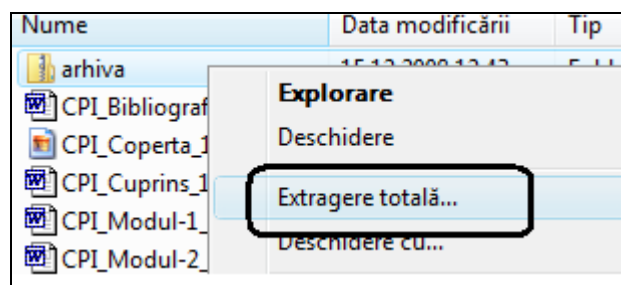 Nume Data modificării Tip
arhiva
Explorare
CPI_Bibliograf
CPI_Coperta_1 Deschidere
CPI_Cuprins_1
Extragere totală...
CPI_Modul-1_
Deschidere cu...
CPI_Modul-2_